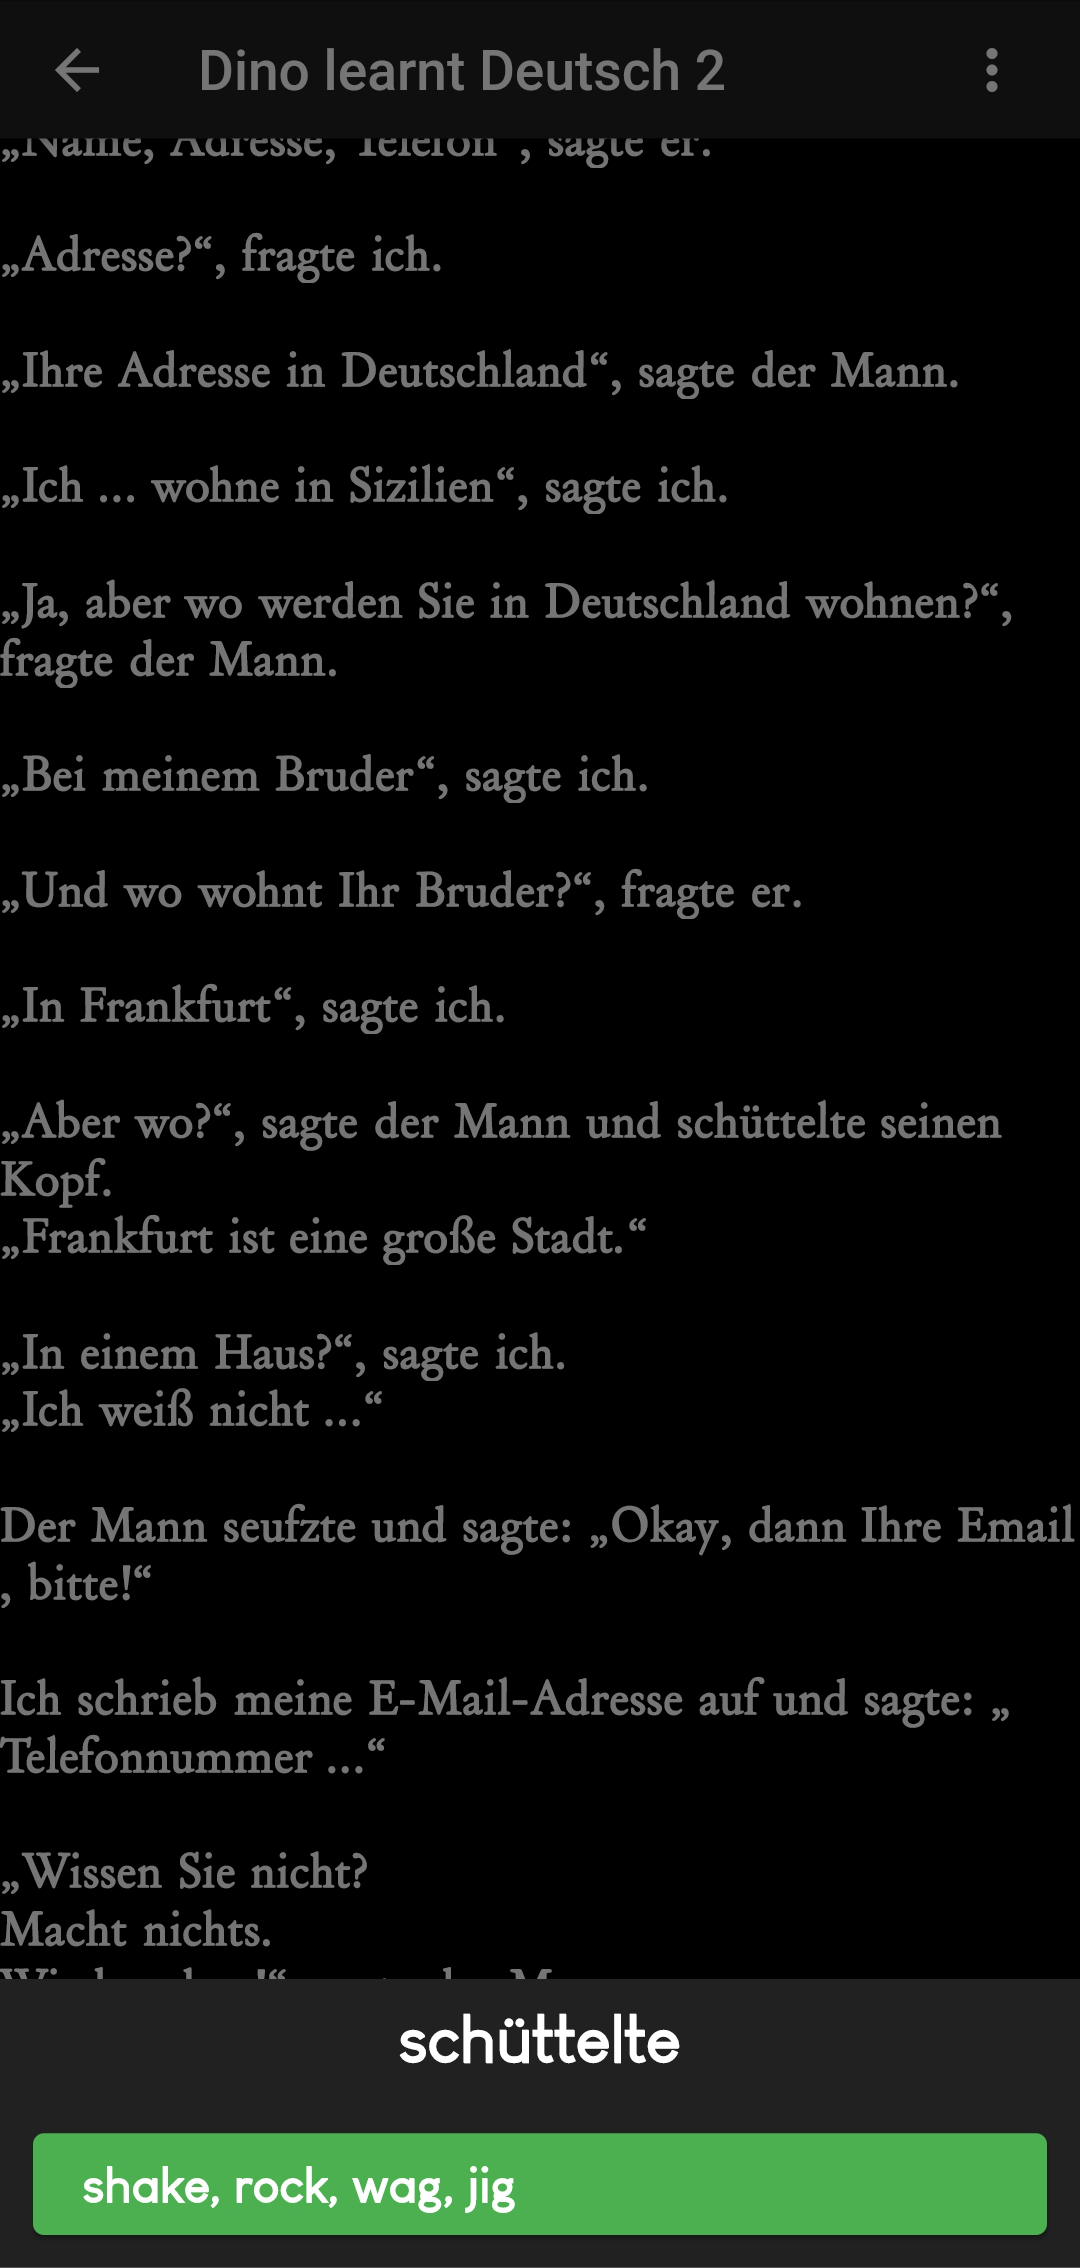 Dino learnt Deutsch 2
„Name, Adresse, Telefon“, sagte er.
„Adresse?“, fragte ich.
„Ihre Adresse in Deutschland“, sagte der Mann.
„Ich ... wohne in Sizilien“, sagte ich.
„Ja, aber wo werden Sie in Deutschland wohnen?“,
fragte der Mann.
„Bei meinem Bruder“, sagte ich.
„Und wo wohnt Ihr Bruder?“, fragte er.
„In Frankfurt“, sagte ich.
„Aber wo?“, sagte der Mann und schüttelte seinen
Kopf.
„Frankfurt ist eine große Stadt.“
„In einem Haus?“, sagte ich.
„Ich weiß nicht ...“
Der Mann seufzte und sagte: „Okay, dann Ihre Email
, bitte!“
Ich schrieb meine E-Mail-Adresse auf und sagte: „
Telefonnummer ...“
„Wissen Sie nicht?
Macht nichts.
schüttelte
shake, rock, wag, jig